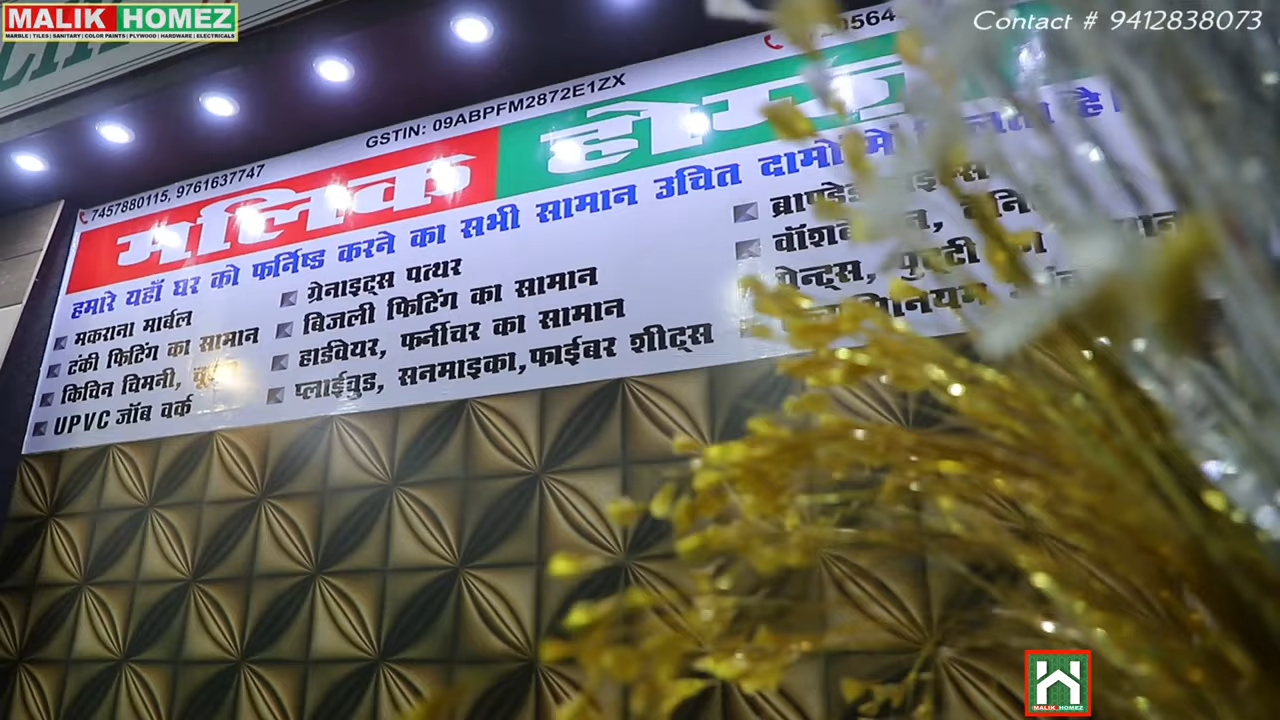 MALIK HOMEZ
MARBLE | TILES | SANITARY | COLOR PAINTS | PLYWOOD | HARDWARE | ELECTRICALS
Contact # 9412838073
7457880115, 9761637747
GSTIN: 09ABPFM2872E1ZX
0564
मलिक होम्स
हमारे यहाँ घर को फर्निष्ड करने का सभी सामान उचित दामो में है।
मकराना मार्बल
टंकी फिटिंग का सामान
किचिन चिमनी,
UPVC जॉब वर्क
ग्रेनाइट्स पत्थर
बिजली फिटिंग का सामान
हार्डवेयर, फर्नीचर का सामान
प्लाईवुड, सनमाइका, फाईबर शीट्स
MALIK HOMEZ